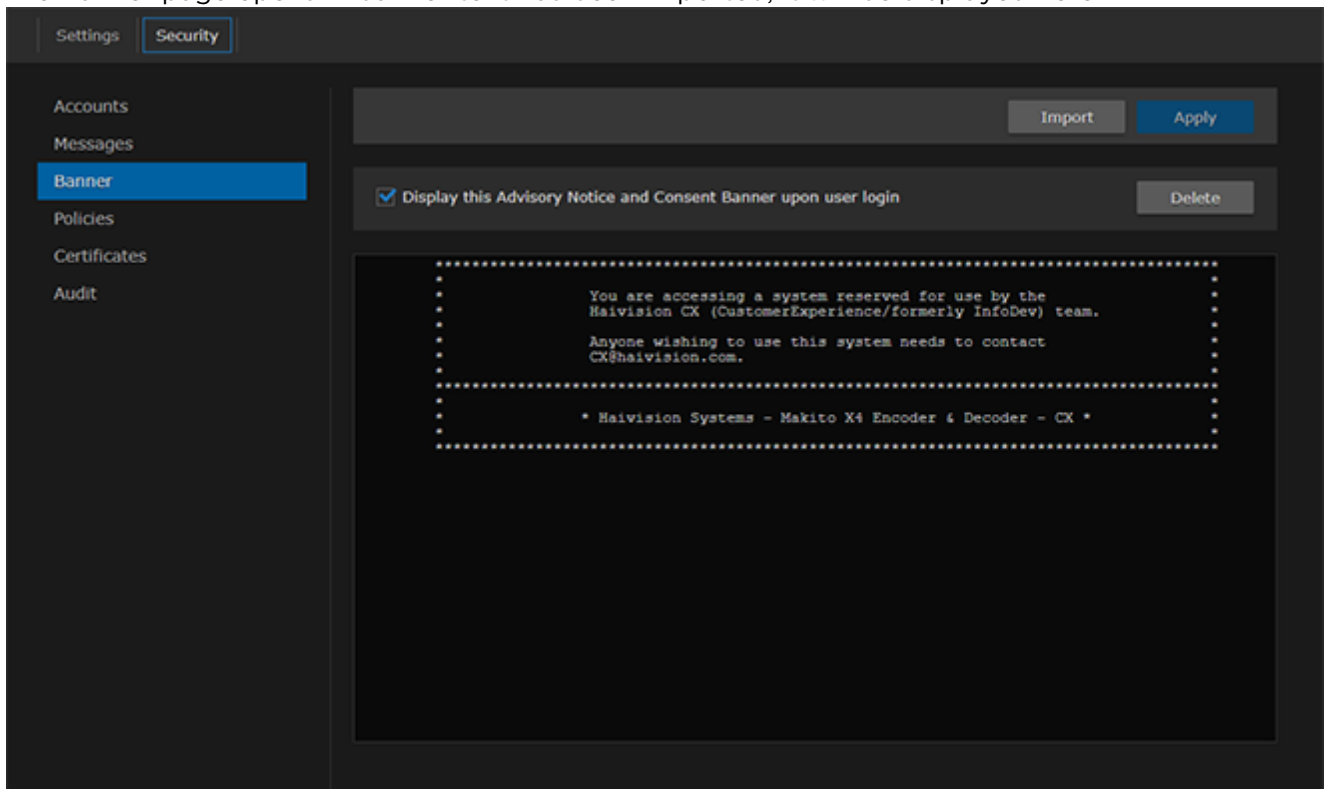 Settings Security
Accounts
Messages
Banner
Policies
Certificates
Audit
Import Apply
Display this Advisory Notice and Consent Banner upon user login
Delete
************************************************************************************
* *
* You are accessing a system reserved for use by the *
* Haivision CX (CustomerExperience/formerly InfoDev) team. *
* *
* Anyone wishing to use this system needs to contact *
* CX@haivision.com. *
* *
************************************************************************************
* *
* * Haivision Systems - Makito X4 Encoder & Decoder - CX * *
* *
************************************************************************************